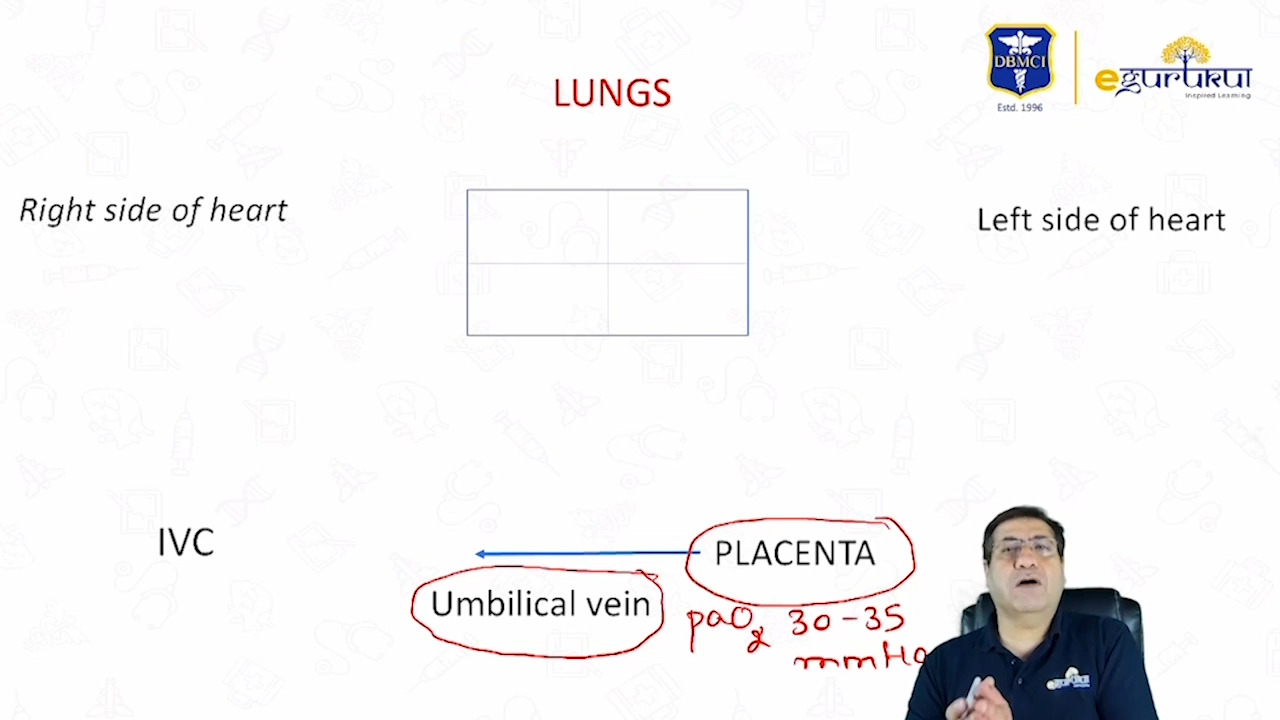 DBMCI
Estd. 1996
egurukul
Inspired Learning
LUNGS
Right side of heart
Left side of heart
IVC
PLACENTA
Umbilical vein
paO2 30-35
mmHg
egurukul